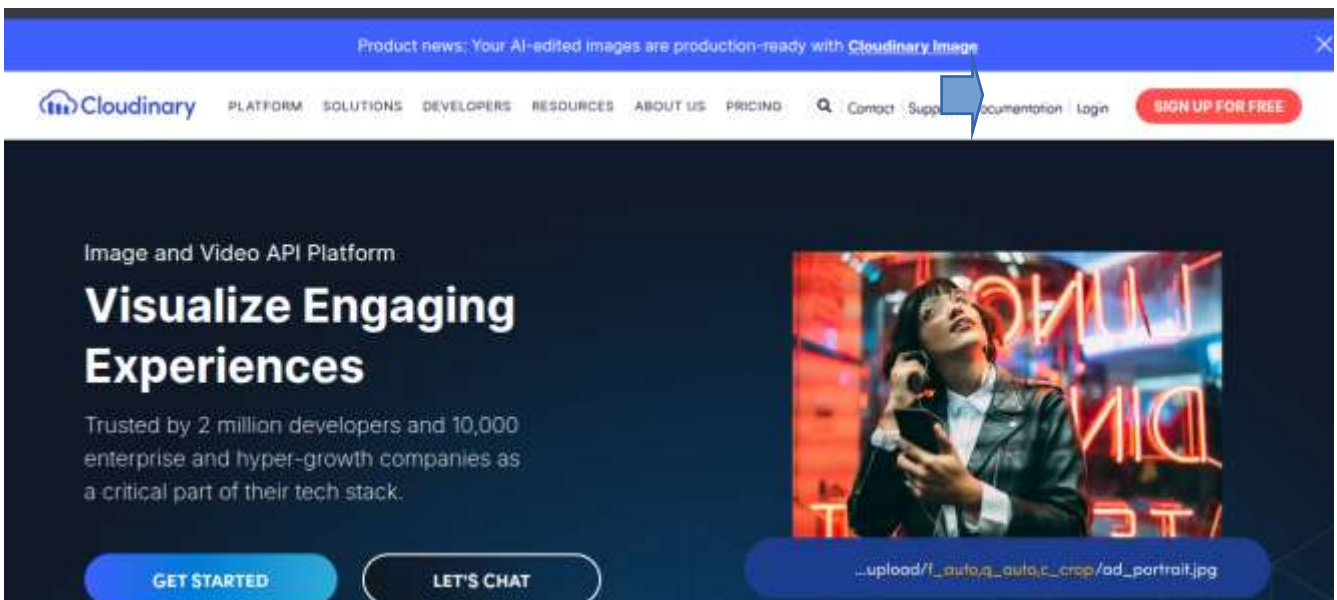 Product news: Your AI-edited images are production-ready with Cloudinary Image
Cloudinary PLATFORM SOLUTIONS DEVELOPERS RESOURCES ABOUT US PRICING Contact Documentation Login SIGN UP FOR FREE
Image and Video API Platform
Visualize Engaging
Experiences
Trusted by 2 million developers and 10,000
enterprise and hyper-growth companies as
a critical part of their tech stack.
GET STARTED LET'S CHAT
...upload/f_auto,q_auto,c_crop/ad_portrait.jpg